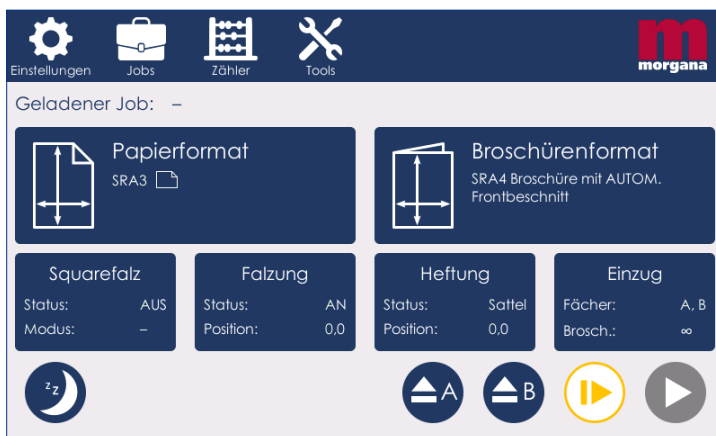 Einstellungen
Jobs
Zähler
Tools
morgana
Geladener Job: –
Papierformat
SRA3
Broschürenformat
SRA4 Broschüre mit AUTOM.
Frontbeschnitt
Squarefalz
Status: AUS
Modus: –
Falzung
Status: AN
Position: 0,0
Heftung
Status: Sattel
Position: 0,0
Einzug
Fächer: A, B
Brosch.: ∞
z z
A
B